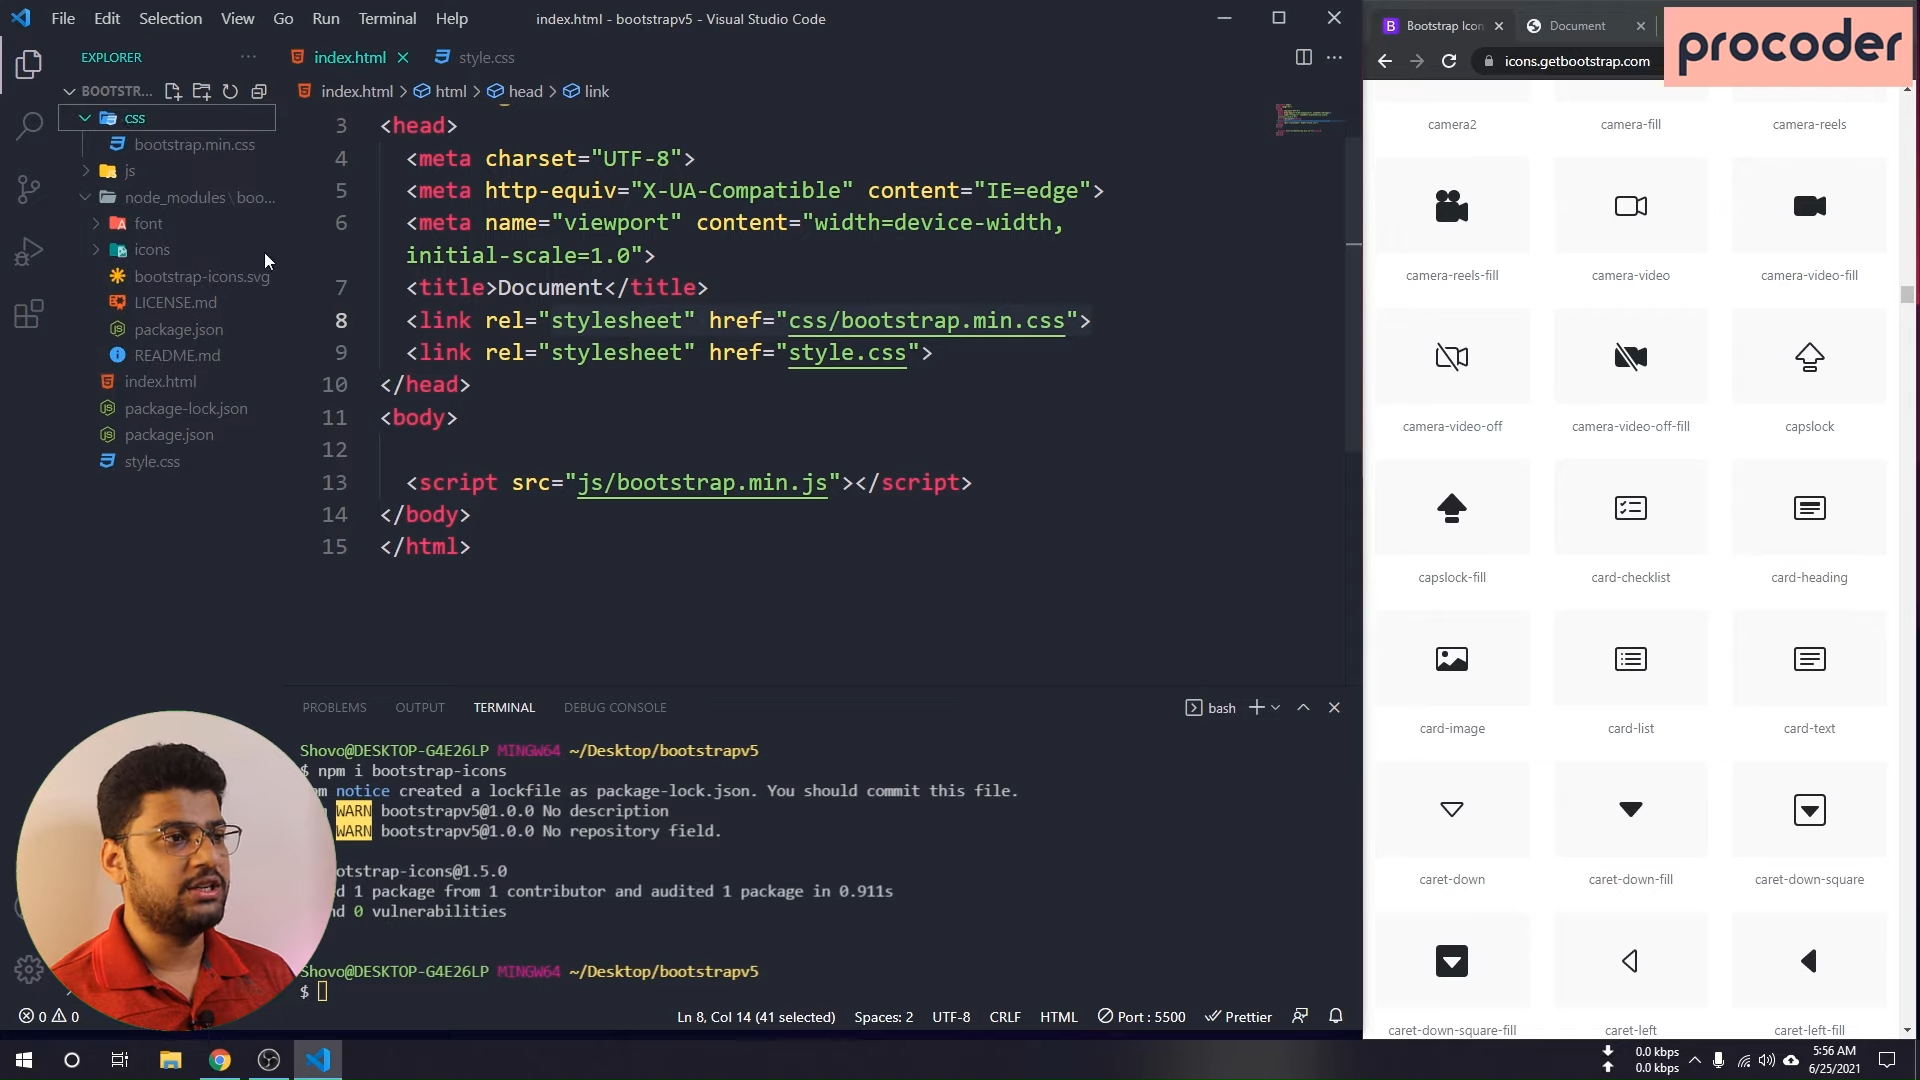 File Edit Selection View Go Run Terminal Help
index.html - bootstrapv5 - Visual Studio Code
EXPLORER
BOOTSTR...
css
bootstrap.min.css
js
node_modules \ boo...
font
icons
bootstrap-icons.svg
LICENSE.md
package.json
README.md
index.html
package-lock.json
package.json
style.css
index.html
style.css
index.html > html > head > link
3 <head>
4 <meta charset="UTF-8">
5 <meta http-equiv="X-UA-Compatible" content="IE=edge">
6 <meta name="viewport" content="width=device-width,
initial-scale=1.0">
7 <title>Document</title>
8 <link rel="stylesheet" href="css/bootstrap.min.css">
9 <link rel="stylesheet" href="style.css">
10 </head>
11 <body>
12
13 <script src="js/bootstrap.min.js"></script>
14 </body>
15 </html>
PROBLEMS OUTPUT TERMINAL DEBUG CONSOLE
bash
Shovo@DESKTOP-G4E26LP MINGW64 ~/Desktop/bootstrapv5
$ npm i bootstrap-icons
notice created a lockfile as package-lock.json. You should commit this file.
WARN bootstrapv5@1.0.0 No description
WARN bootstrapv5@1.0.0 No repository field.
otstrap-icons@1.5.0
d 1 package from 1 contributor and audited 1 package in 0.911s
nd 0 vulnerabilities
Shovo@DESKTOP-G4E26LP MINGW64 ~/Desktop/bootstrapv5
$
0 0
Ln 8, Col 14 (41 selected) Spaces: 2 UTF-8 CRLF HTML Port : 5500 Prettier
B Bootstrap Icon
Document
procoder
icons.getbootstrap.com
camera2 camera-fill camera-reels
camera-reels-fill camera-video camera-video-fill
camera-video-off camera-video-off-fill capslock
capslock-fill card-checklist card-heading
card-image card-list card-text
caret-down caret-down-fill caret-down-square
caret-down-square-fill caret-left caret-left-fill
0.0 kbps
0.0 kbps
5:56 AM
6/25/2021